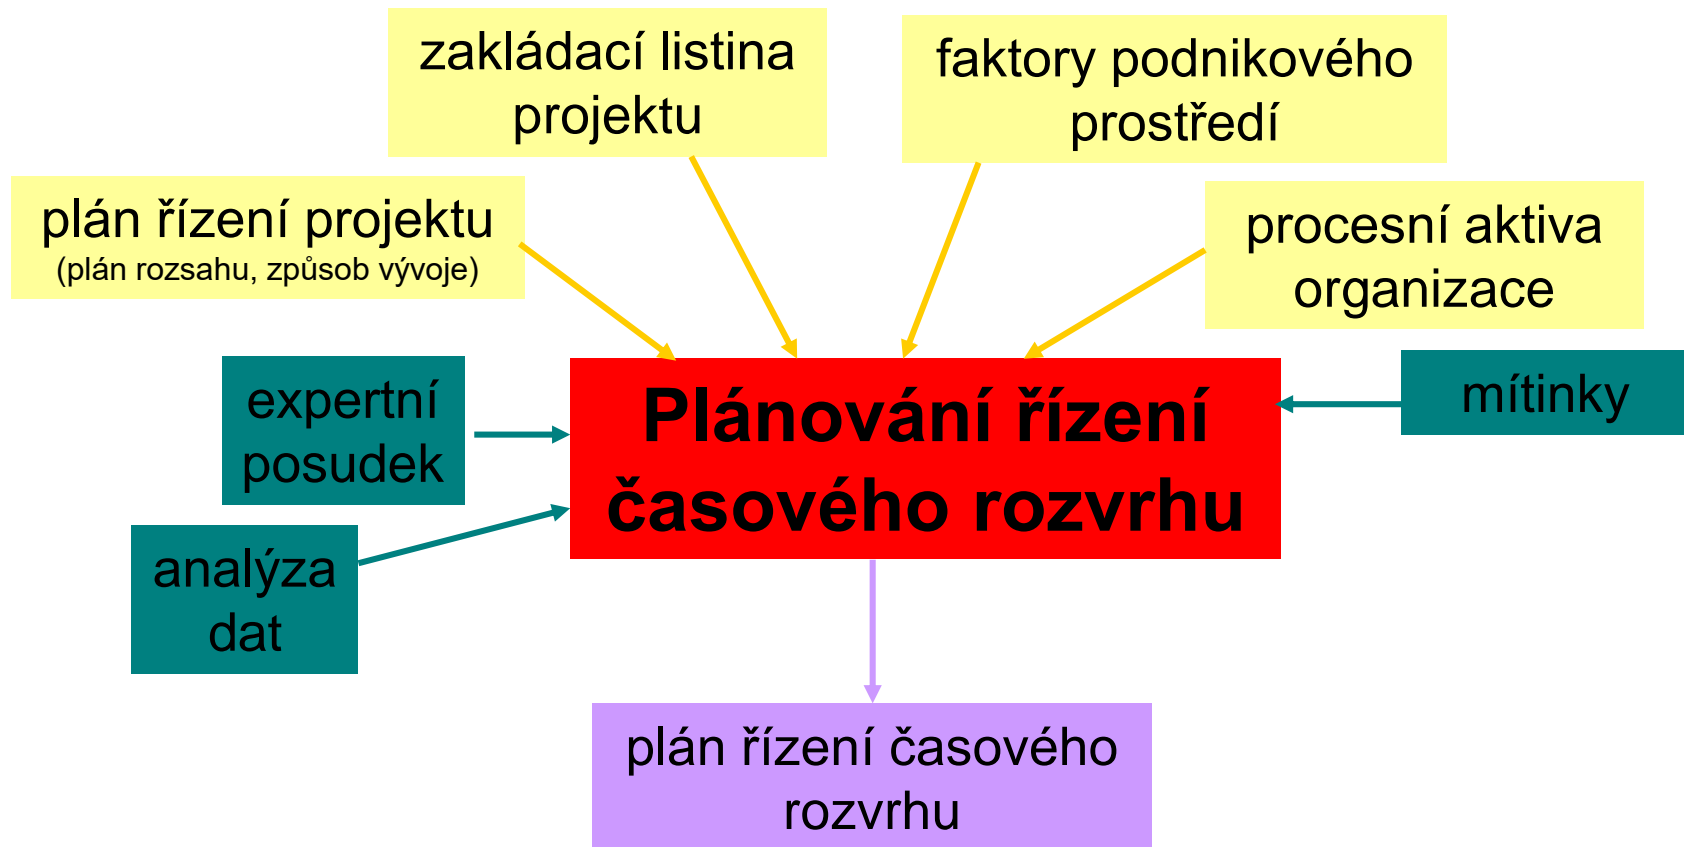 zakládací listina
projektu
faktory podnikového
prostředí
plán řízení projektu
(plán rozsahu, způsob vývoje)
procesní aktiva
organizace
expertní
posudek
Plánování řízení
časového rozvrhu
mítinky
analýza
dat
plán řízení časového
rozvrhu